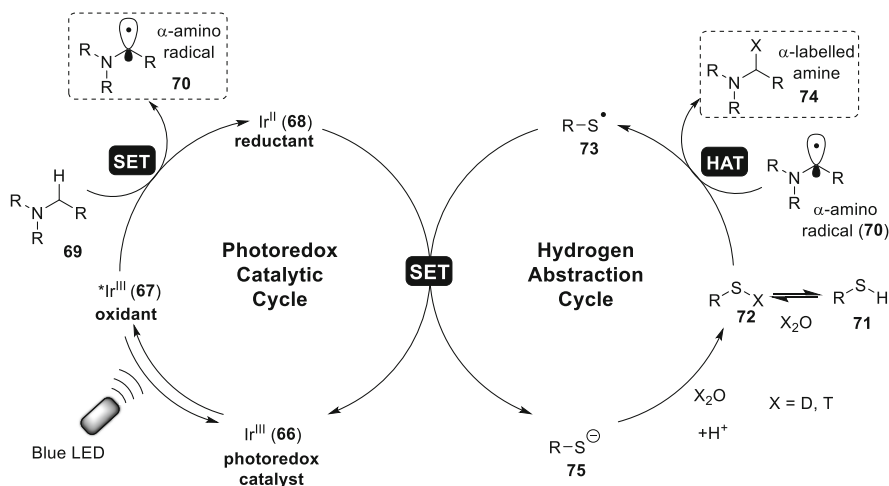 α-amino
radical
70
R
N
R
R
SET
Ir^II (68)
reductant
H
N
R
R
R
69
*Ir^III (67)
oxidant
Photoredox
Catalytic
Cycle
Blue LED
Ir^III (66)
photoredox
catalyst
SET
R–S•
73
Hydrogen
Abstraction
Cycle
X
R
N
R
R
α-labelled
amine
74
HAT
R
N
R
R
α-amino
radical (70)
S
R
X
72
X₂O
S
R
H
71
X₂O
+H⁺
X = D, T
R–S⊖
75